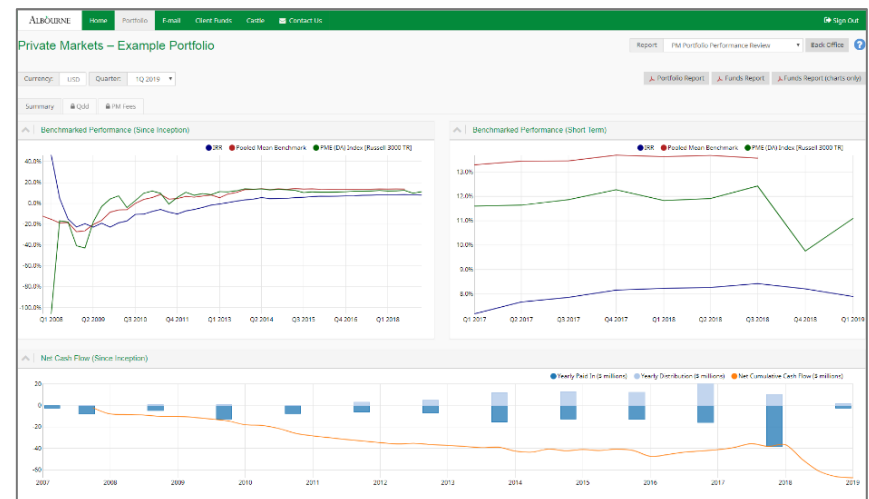 ALBOURNE Home Portfolio E-mail Client Funds Castle Contact Us Sign Out
Private Markets – Example Portfolio
Report PM Portfolio Performance Review Back Office ?
Currency: USD Quarter: 1Q 2019
Portfolio Report Funds Report Funds Report (charts only)
Summary Qdd PM Fees
Benchmarked Performance (Since Inception)
IRR Pooled Mean Benchmark PME (DA) Index [Russell 3000 TR]
40.0%
20.0%
0.0%
-20.0%
-40.0%
-60.0%
-80.0%
-100.0%
Q1 2008 Q2 2009 Q3 2010 Q4 2011 Q1 2013 Q2 2014 Q3 2015 Q4 2016 Q1 2018
Benchmarked Performance (Short Term)
IRR Pooled Mean Benchmark PME (DA) Index [Russell 3000 TR]
13.0%
12.0%
11.0%
10.0%
9.0%
8.0%
Q1 2017 Q2 2017 Q3 2017 Q4 2017 Q1 2018 Q2 2018 Q3 2018 Q4 2018 Q1 2019
Net Cash Flow (Since Inception)
Yearly Paid In ($ millions) Yearly Distribution ($ millions) Net Cumulative Cash Flow ($ millions)
20
0
-20
-40
-60
2007 2008 2009 2010 2011 2012 2013 2014 2015 2016 2017 2018 2019